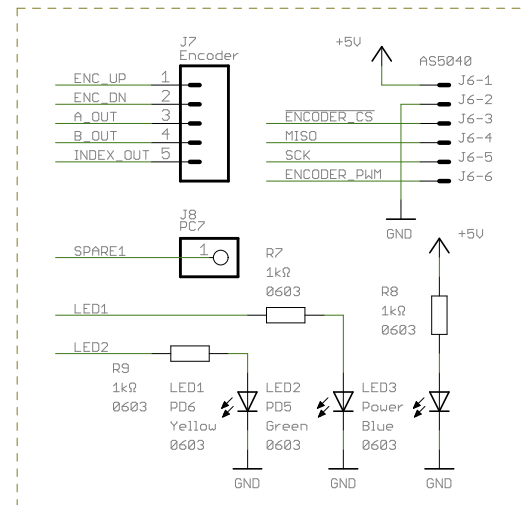 J7
Encoder
ENC_UP 1
ENC_DN 2
A_OUT 3
B_OUT 4
INDEX_OUT 5
+5V
AS5040
J6-1
J6-2
ENCODER_CS J6-3
MISO J6-4
SCK J6-5
ENCODER_PWM J6-6
GND
J8
PC7
SPARE1 1
+5V
R7
1kΩ
0603
R8
1kΩ
0603
LED1
LED2
R9
1kΩ
0603
LED1
PD6
Yellow
0603
LED2
PD5
Green
0603
LED3
Power
Blue
0603
GND
GND
GND